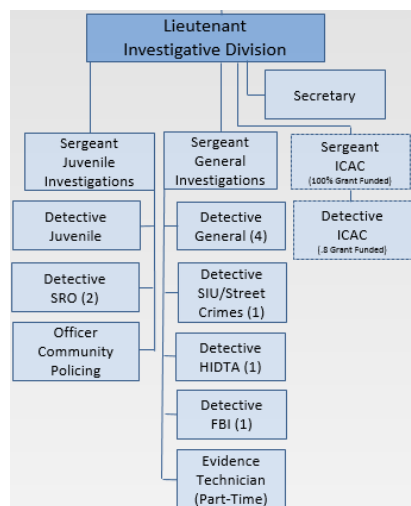 Lieutenant
Investigative Division
Secretary
Sergeant
Juvenile
Investigations
Sergeant
General
Investigations
Sergeant
ICAC
(100% Grant Funded)
Detective
Juvenile
Detective
General (4)
Detective
ICAC
(.8 Grant Funded)
Detective
SRO (2)
Detective
SIU/Street
Crimes (1)
Officer
Community
Policing
Detective
HIDTA (1)
Detective
FBI (1)
Evidence
Technician
(Part-Time)